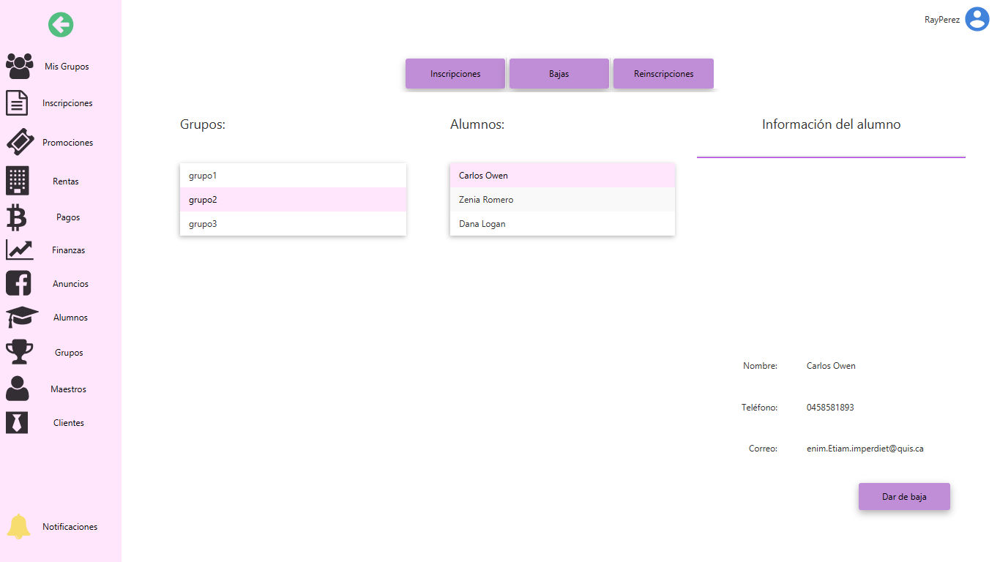 RayPerez
Mis Grupos
Inscripciones
Promociones
Rentas
Pagos
Finanzas
Anuncios
Alumnos
Grupos
Maestros
Clientes
Notificaciones
Inscripciones
Bajas
Reinscripciones
Grupos:
grupo1
grupo2
grupo3
Alumnos:
Carlos Owen
Zenia Romero
Dana Logan
Información del alumno
Nombre: Carlos Owen
Teléfono: 0458581893
Correo: enim.Etiam.imperdiet@quis.ca
Dar de baja